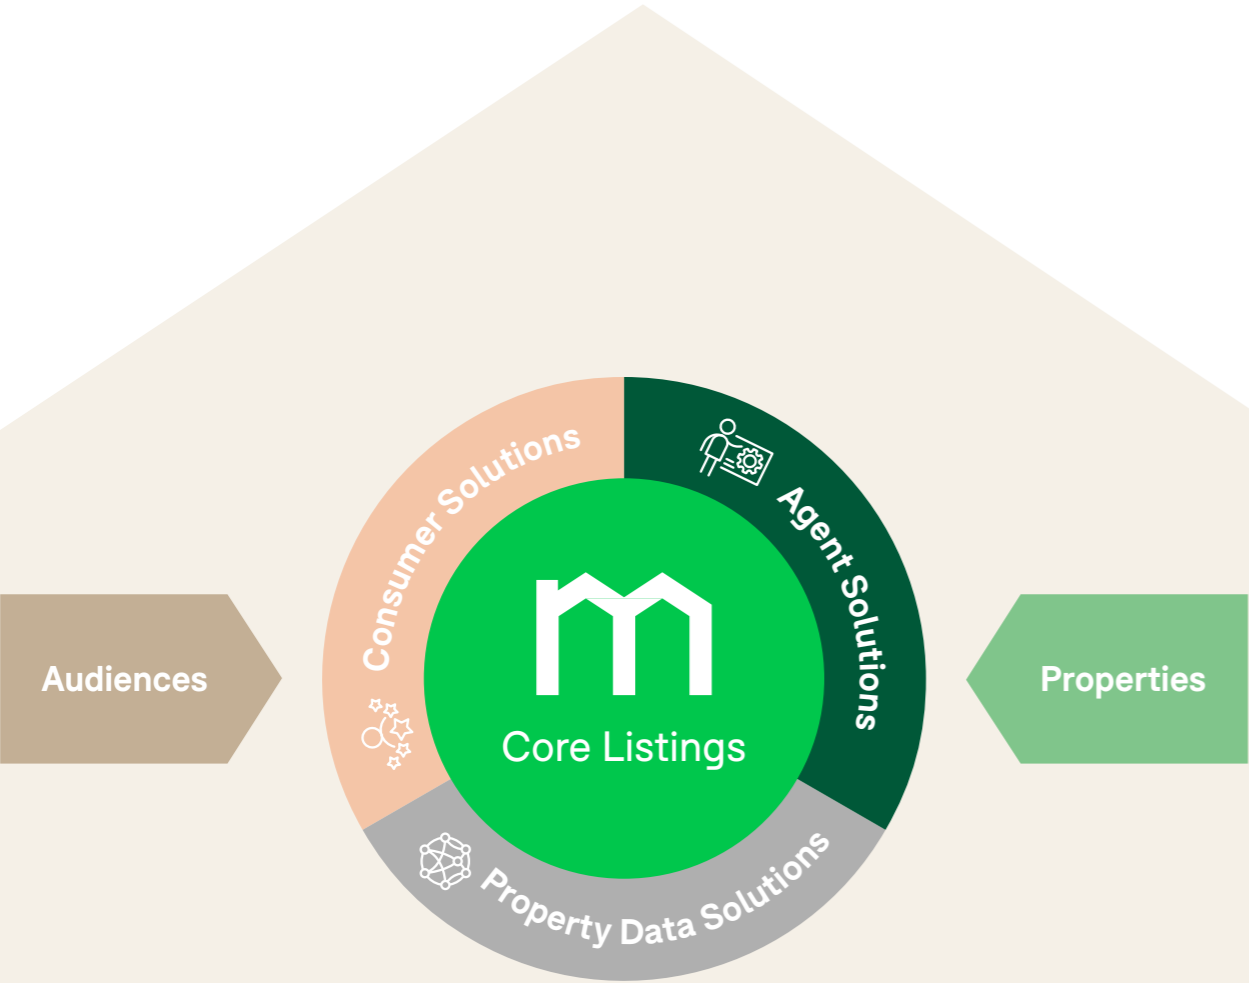 Consumer Solutions
Agent Solutions
Audiences
m
Core Listings
Properties
Property Data Solutions